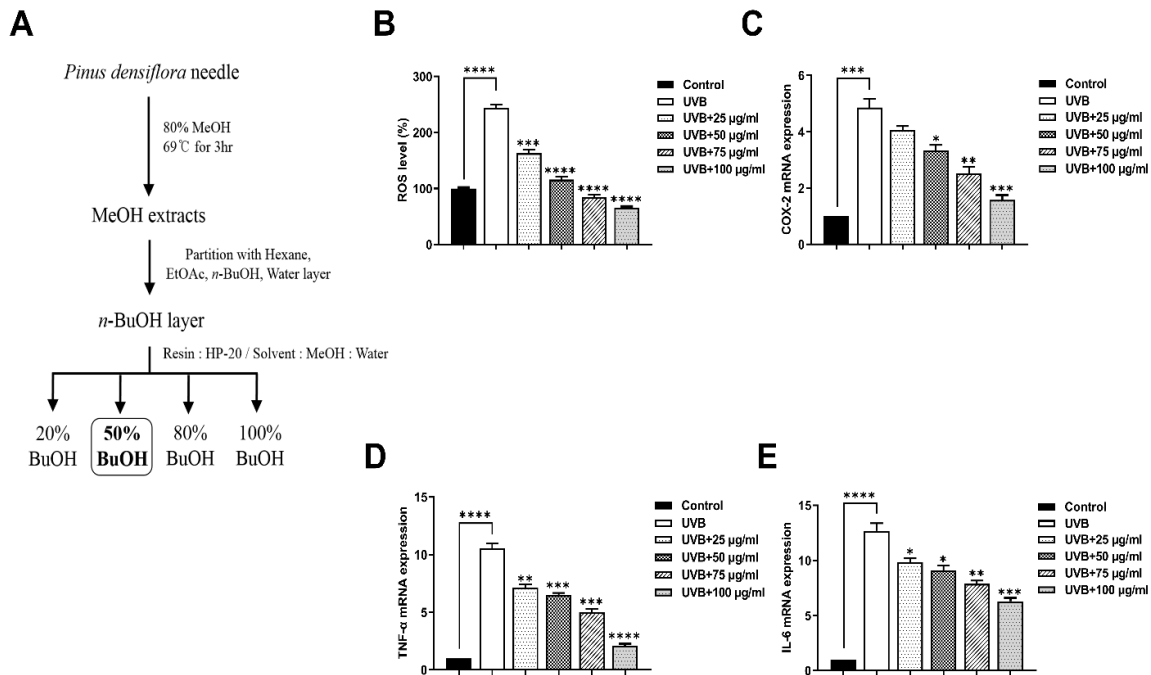 A
Pinus densiflora needle
80% MeOH
69℃ for 3hr
MeOH extracts
Partition with Hexane,
EtOAc, n-BuOH, Water layer
n-BuOH layer
Resin : HP-20 / Solvent : MeOH : Water
20%
BuOH
50%
BuOH
80%
BuOH
100%
BuOH
B
ROS level (%)
300
200
100
0
****
***
****
****
****
Control
UVB
UVB+25 μg/ml
UVB+50 μg/ml
UVB+75 μg/ml
UVB+100 μg/ml
C
COX-2 mRNA expression
6
4
2
0
***
*
**
***
Control
UVB
UVB+25 μg/ml
UVB+50 μg/ml
UVB+75 μg/ml
UVB+100 μg/ml
D
TNF-α mRNA expression
15
10
5
0
****
**
***
***
****
Control
UVB
UVB+25 μg/ml
UVB+50 μg/ml
UVB+75 μg/ml
UVB+100 μg/ml
E
IL-6 mRNA expression
15
10
5
0
****
*
*
**
***
Control
UVB
UVB+25 μg/ml
UVB+50 μg/ml
UVB+75 μg/ml
UVB+100 μg/ml